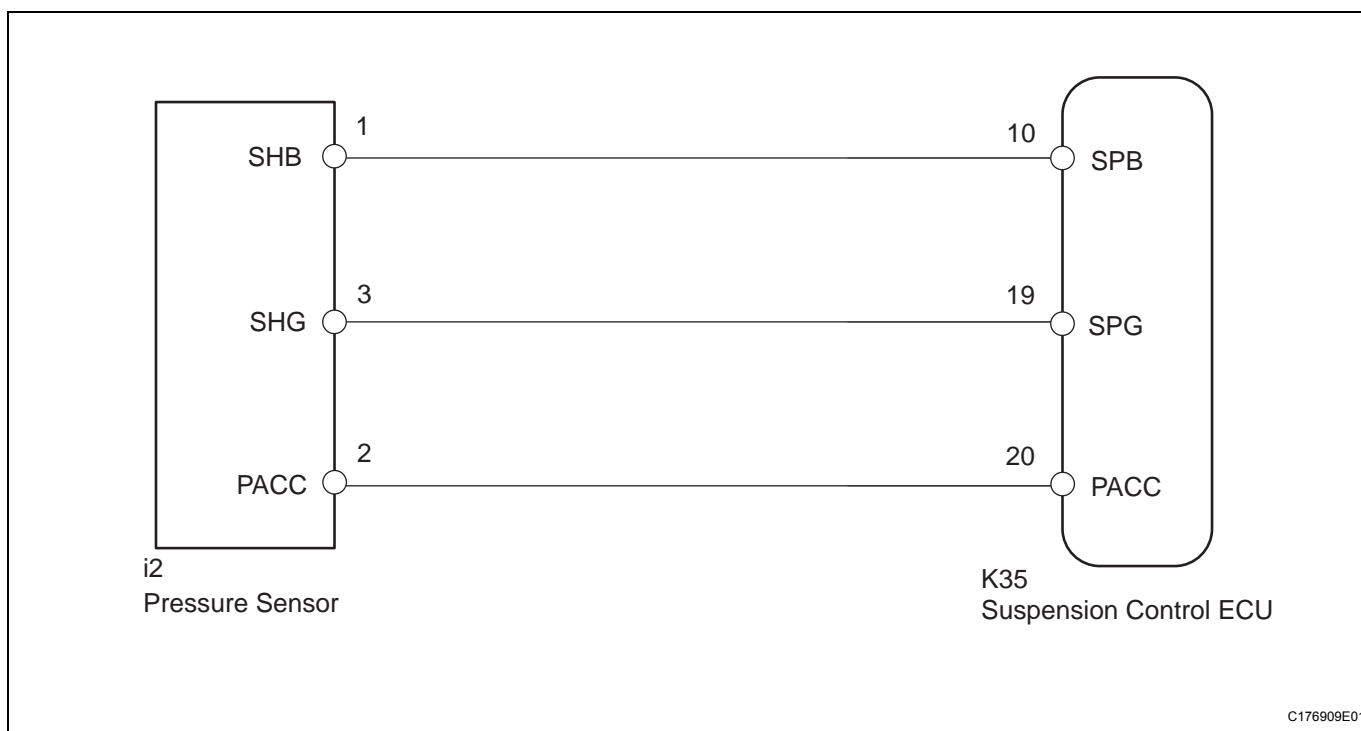 1
10
SHB
SPB
3
19
SHG
SPG
2
20
PACC
PACC
i2
Pressure Sensor
K35
Suspension Control ECU
C176909E01